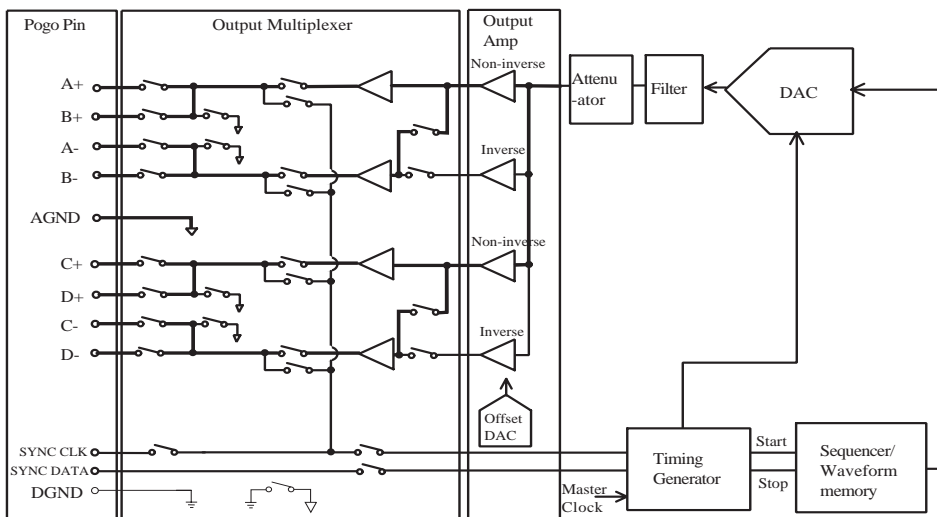 Pogo Pin
Output Multiplexer
Output
Amp
Non-inverse
Attenu
-ator
Filter
DAC
A+
B+
A-
B-
Inverse
AGND
Non-inverse
C+
D+
C-
D-
Inverse
Offset
DAC
SYNC CLK
SYNC DATA
DGND
Master
Clock
Timing
Generator
Start
Stop
Sequencer/
Waveform
memory